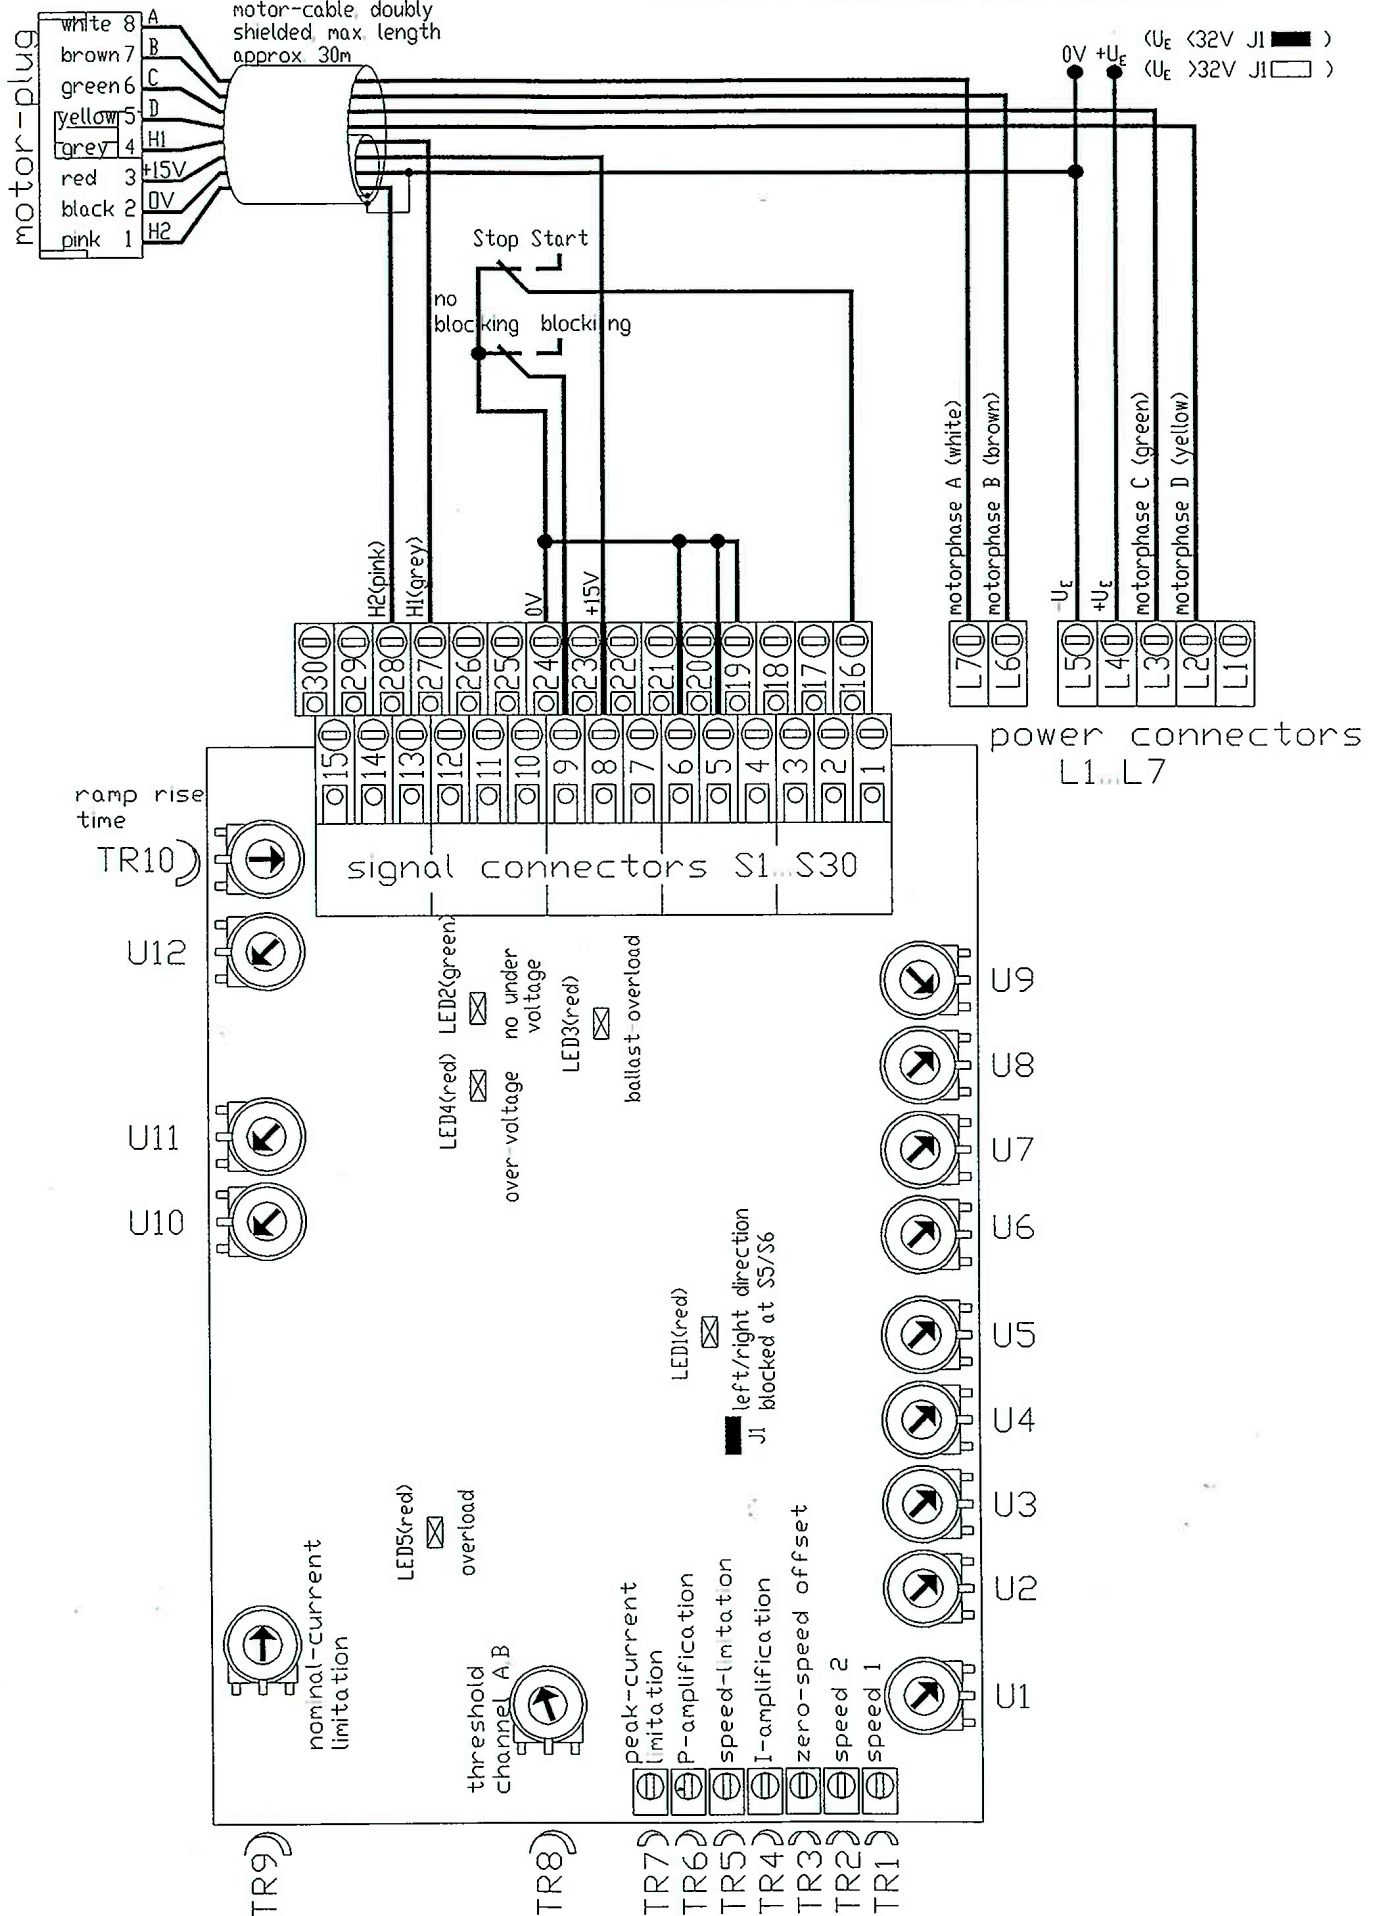 motor-cable, doubly
shielded, max. length
approx. 30m
motor-plug
white 8 A
brown 7 B
green 6 C
yellow 5 D
grey 4 H1
red 3 +15V
black 2 0V
pink 1 H2
0V +UE
(UE <32V J1 )
(UE >32V J1 )
Stop Start
no
blocking blocking
H2(pink)
H1(grey)
0V
+15V
motorphase A (white)
motorphase B (brown)
-UE
+UE
motorphase C (green)
motorphase D (yellow)
30 29 28 27 26 25 24 23 22 21 20 19 18 17 16
L7 L6 L5 L4 L3 L2 L1
15 14 13 12 11 10 9 8 7 6 5 4 3 2 1
power connectors
L1...L7
signal connectors S1...S30
ramp rise
time
TR10
U12
U11
U10
LED2(green)
no under
voltage
LED3(red)
ballast-overload
LED4(red)
over-voltage
LED1(red)
left/right direction
blocked at S5/S6
J1
LED5(red)
overload
U9
U8
U7
U6
U5
U4
U3
U2
U1
nominal-current
limitation
threshold
channel A,B
peak-current
limitation
P-amplification
speed-lmitation
I-amplification
zero-speed offset
speed 2
speed 1
TR9
TR8
TR7
TR6
TR5
TR4
TR3
TR2
TR1